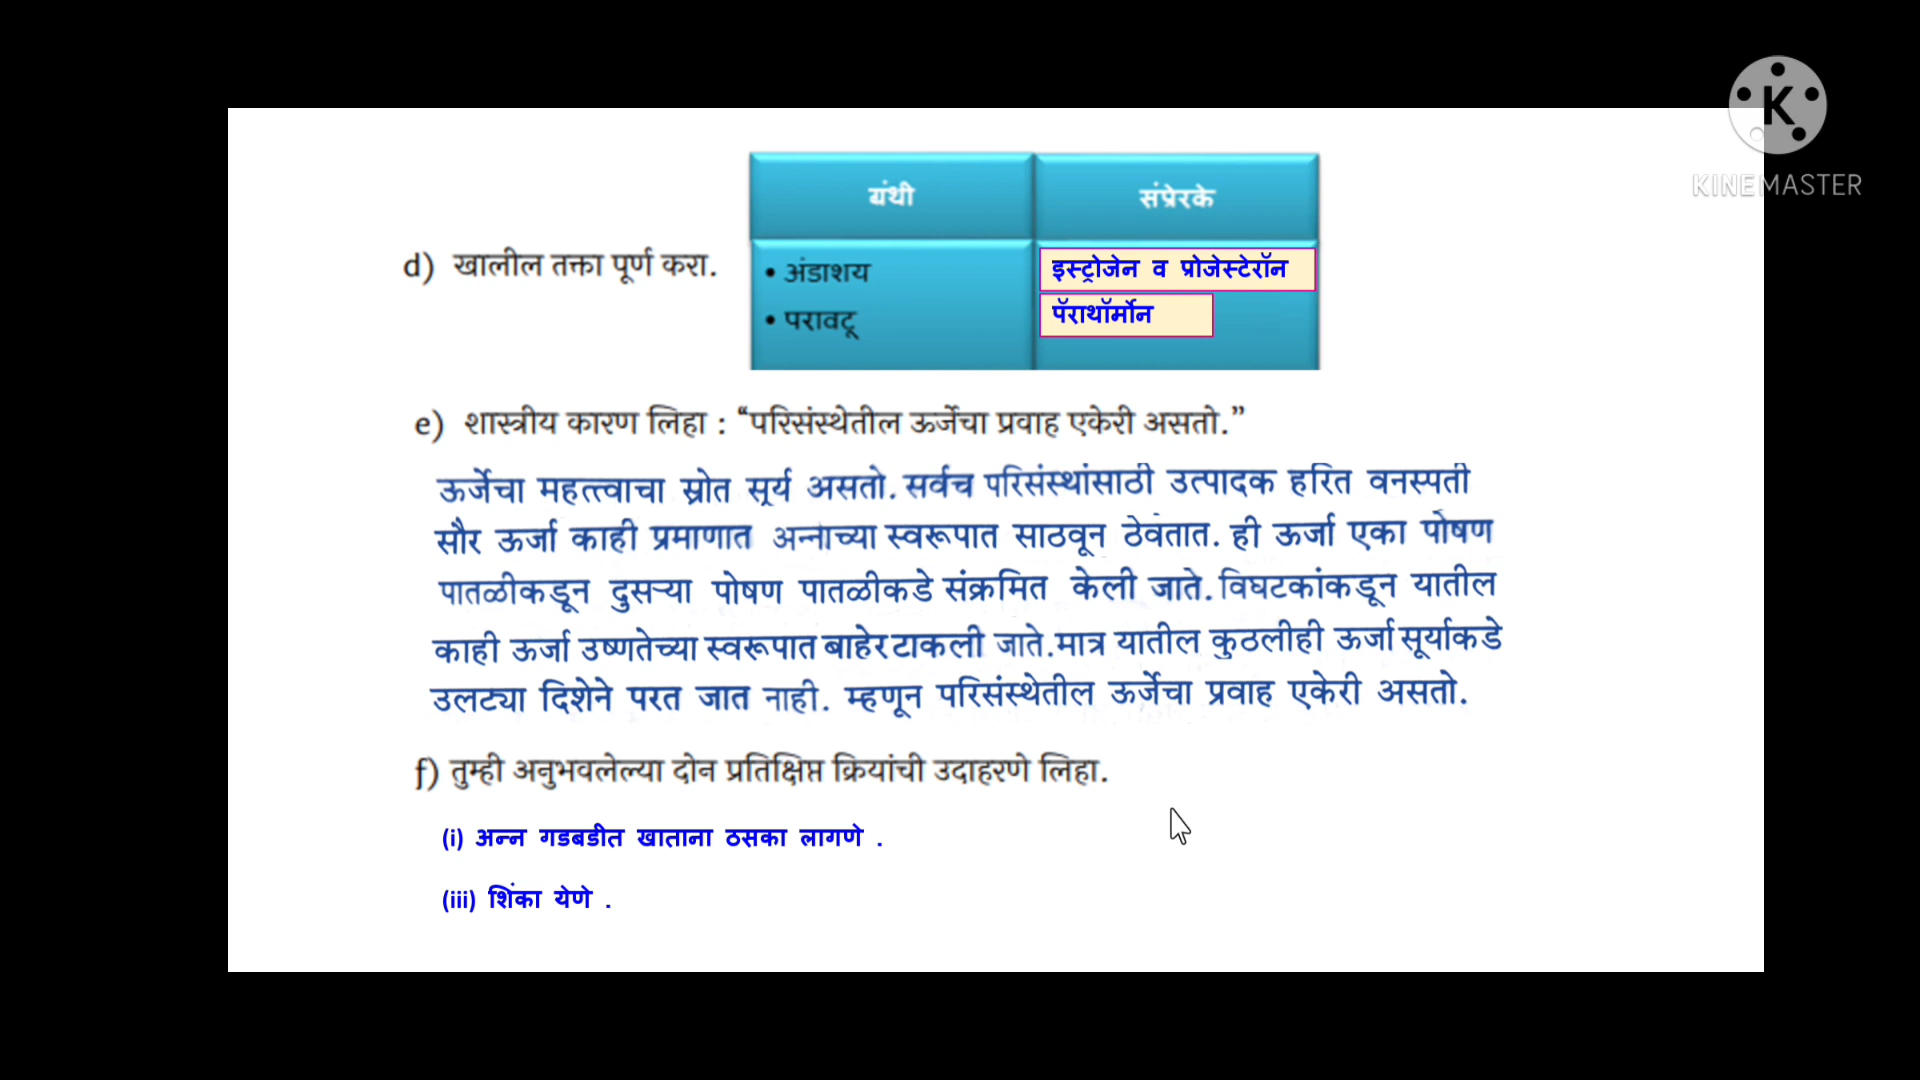 KINEMASTER
ग्रंथी संप्रेरके
d) खालील तक्ता पूर्ण करा.
• अंडाशय इस्ट्रोजेन व प्रोजेस्टेरॉन
• परावटू पॅराथॉर्मोन
e) शास्त्रीय कारण लिहा : “परिसंस्थेतील ऊर्जेचा प्रवाह एकेरी असतो.”
ऊर्जेचा महत्त्वाचा स्रोत सूर्य असतो. सर्वच परिसंस्थांसाठी उत्पादक हरित वनस्पती
सौर ऊर्जा काही प्रमाणात अन्नाच्या स्वरूपात साठवून ठेवतात. ही ऊर्जा एका पोषण
पातळीकडून दुसऱ्या पोषण पातळीकडे संक्रमित केली जाते. विघटकांकडून यातील
काही ऊर्जा उष्णतेच्या स्वरूपात बाहेर टाकली जाते. मात्र यातील कुठलीही ऊर्जा सूर्याकडे
उलट्या दिशेने परत जात नाही. म्हणून परिसंस्थेतील ऊर्जेचा प्रवाह एकेरी असतो.
f) तुम्ही अनुभवलेल्या दोन प्रतिक्षिप्त क्रियांची उदाहरणे लिहा.
(i) अन्न गडबडीत खाताना ठसका लागणे .
(iii) शिंका येणे .